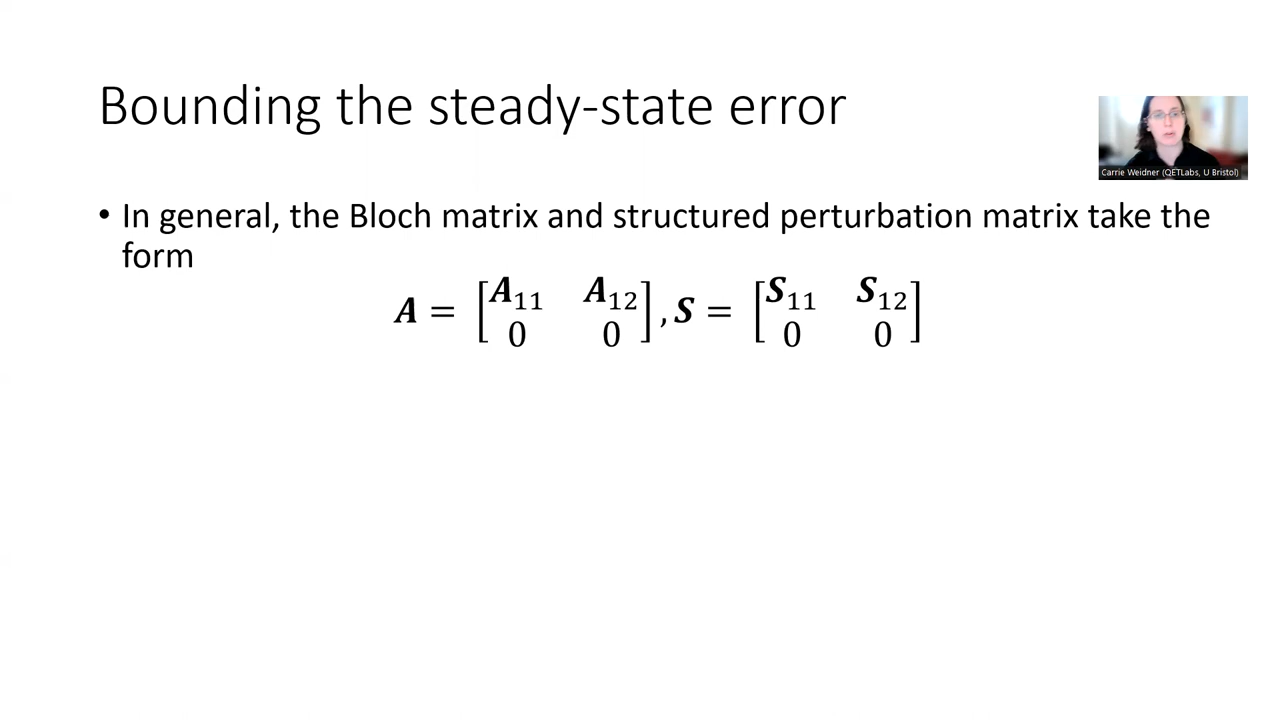 Bounding the steady-state error
Carrie Weidner (QETLabs, U Bristol)
• In general, the Bloch matrix and structured perturbation matrix take the
form
A = [A₁₁ A₁₂
0 0], S = [S₁₁ S₁₂
0 0]